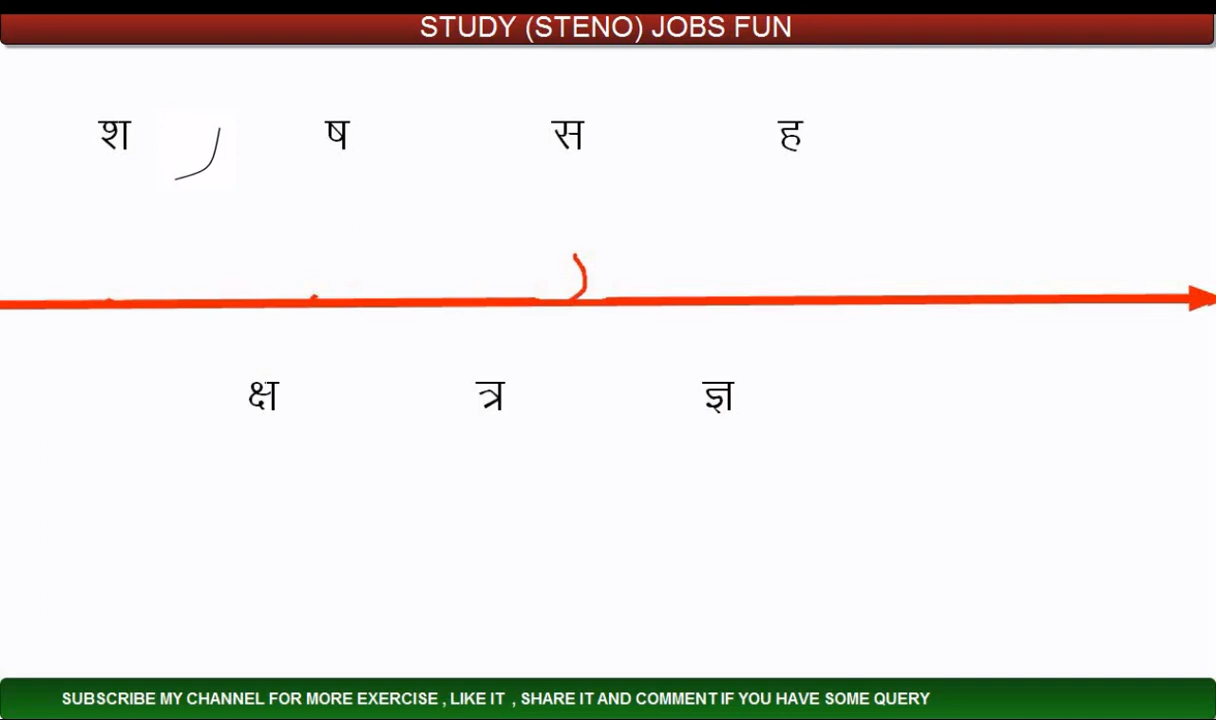 STUDY (STENO) JOBS FUN
श ष स ह
क्ष त्र ज्ञ
SUBSCRIBE MY CHANNEL FOR MORE EXERCISE , LIKE IT , SHARE IT AND COMMENT IF YOU HAVE SOME QUERY